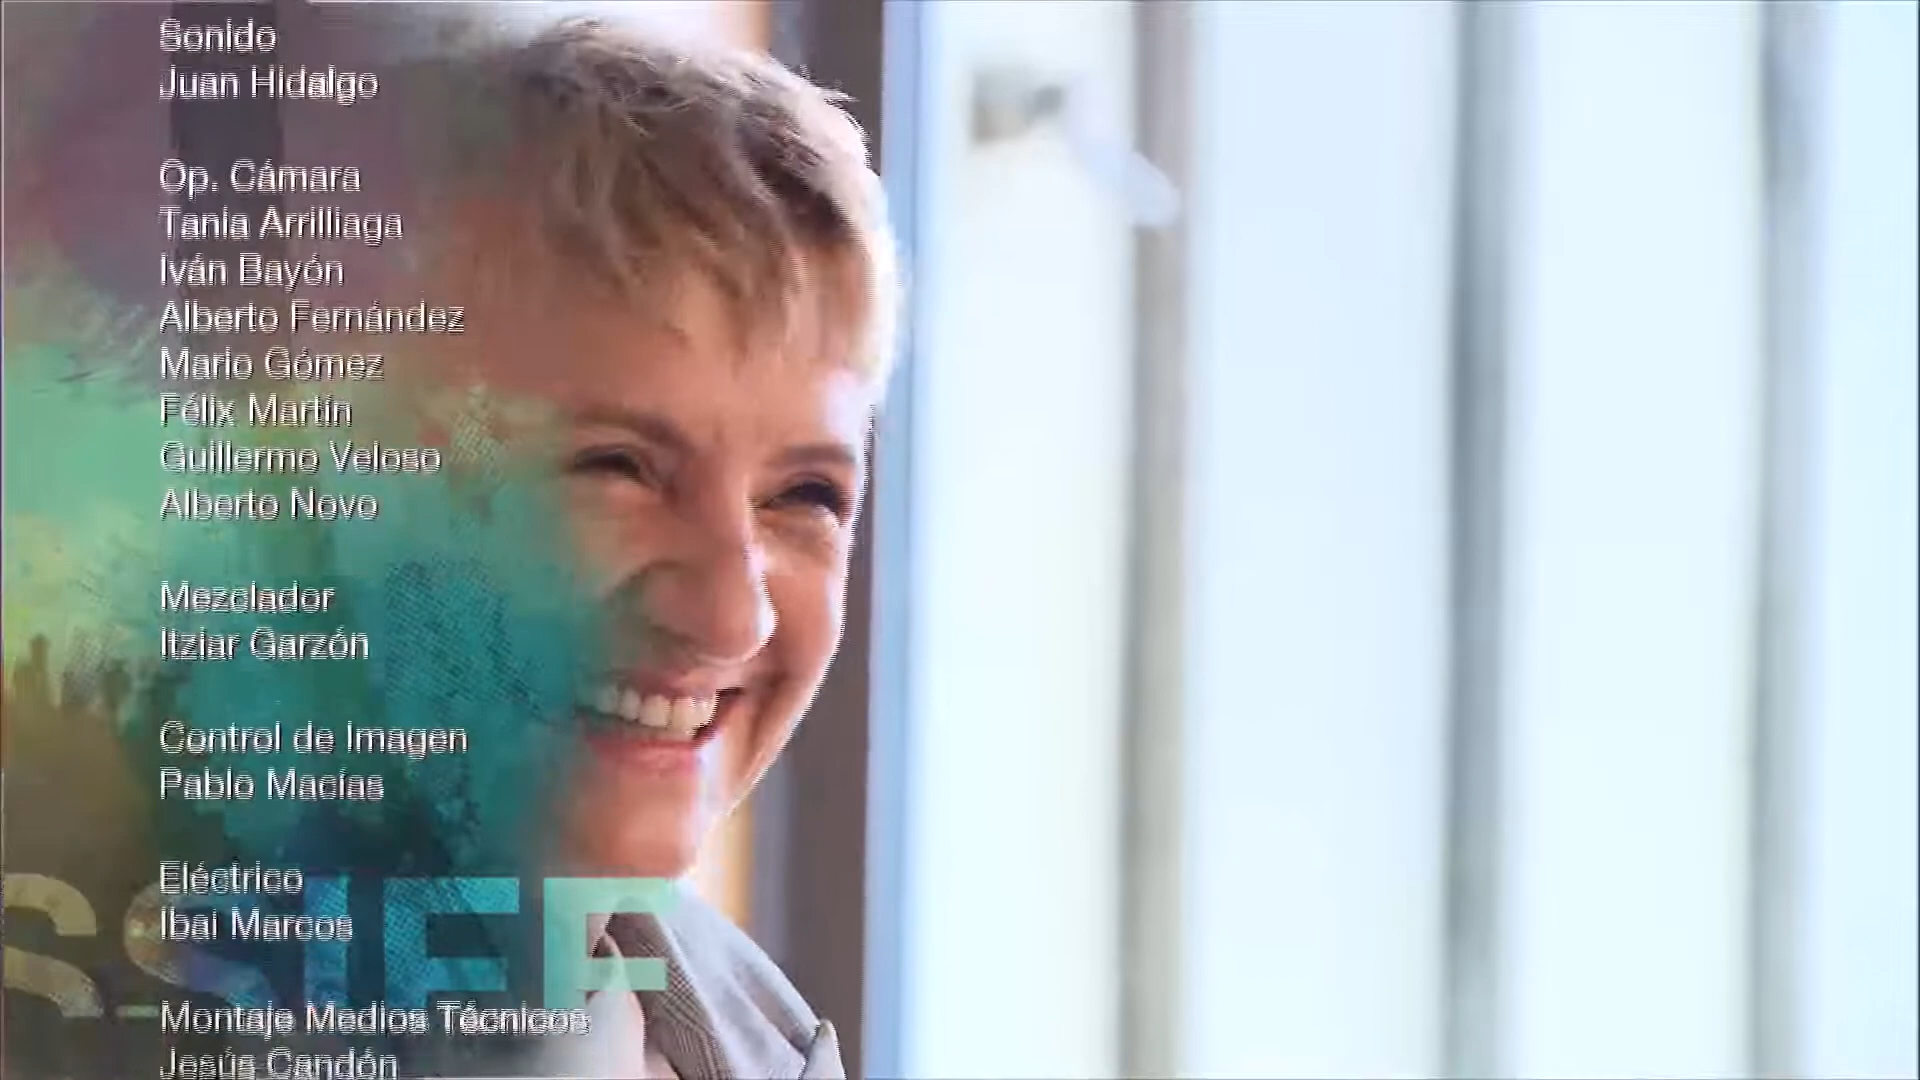 Sonido
Juan Hidalgo
Op. Cámara
Tania Arrilliaga
Iván Bayón
Alberto Fernández
Mario Gómez
Félix Martín
Guillermo Veloso
Alberto Novo
Mezclador
Itziar Garzón
Control de Imagen
Pablo Macías
Eléctrico
Ibai Marcos
Montaje Medios Técnicos
Jesús Candón